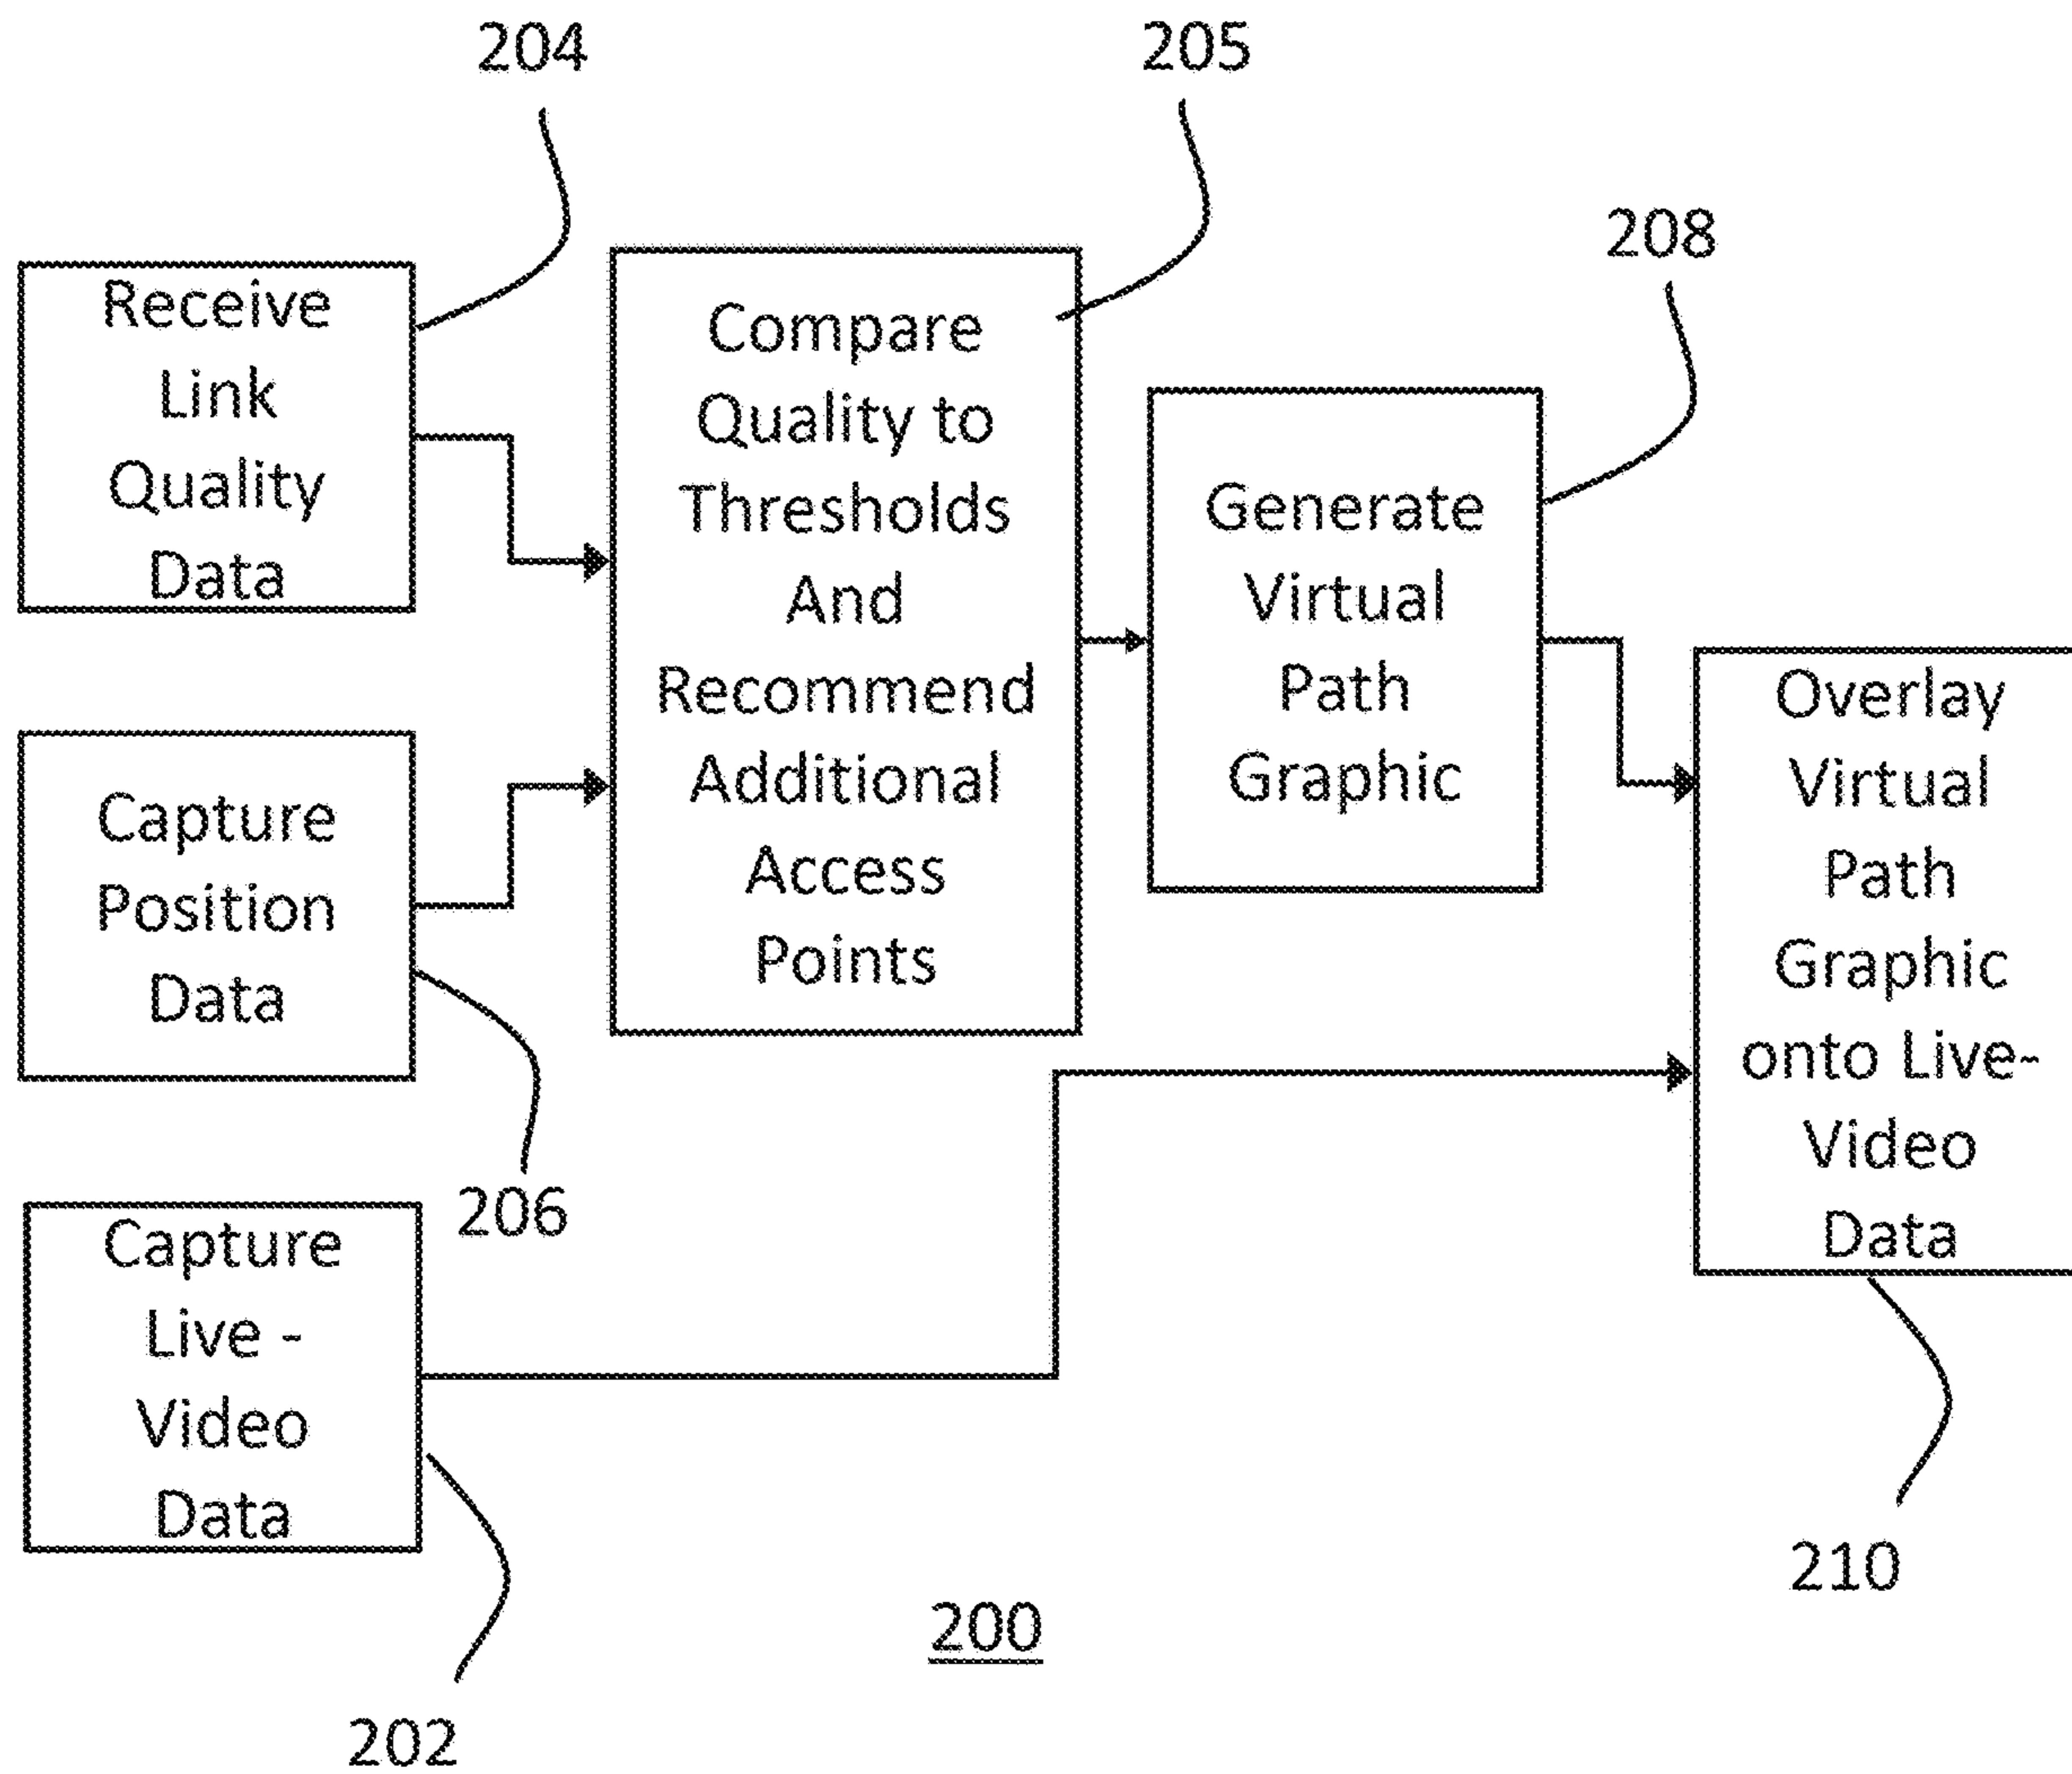 204
205
208
Receive
Link
Quality
Data
Compare
Quality to
Thresholds
And
Recommend
Additional
Access
Points
Generate
Virtual
Path
Graphic
Overlay
Virtual
Path
Graphic
onto Live-
Video
Data
Capture
Position
Data
206
Capture
Live -
Video
Data
202
200
210